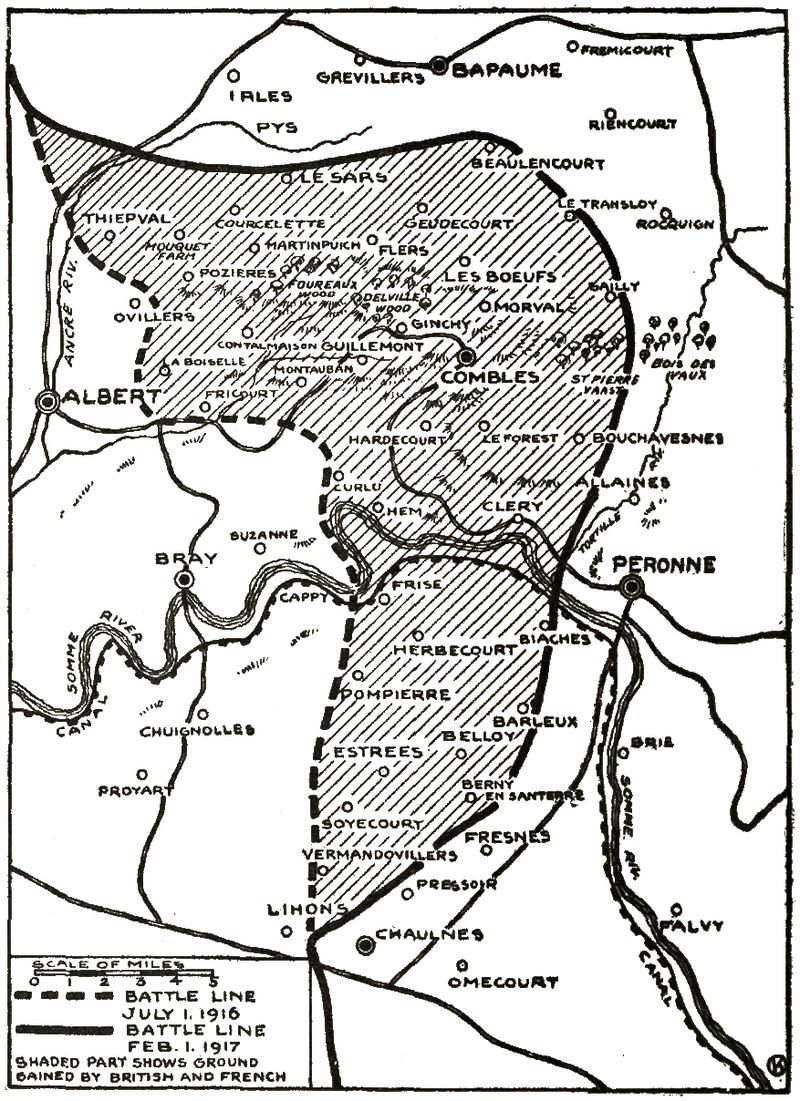 FREMICOURT
BAPAUME
GREVILLERS
IRLES
RIENCOURT
PYS
BEAULENCOURT
LE SARS
LE TRANSLOY
THIEPVAL
COURCELETTE
GEUDECOURT
ROCQUIGN
MOUQUET
FARM
MARTINPUICH
FLERS
POZIERES
LES BOEUFS
FOUREAUX
WOOD
DELVILLE
WOOD
SAILLY
ANCRE RIV.
OVILLERS
MORVAL
GINCHY
CONTALMAISON
GUILLEMONT
LA BOISELLE
MONTAUBAN
COMBLES
ST PIERRE
VAAST
BOIS DES
VAUX
ALBERT
FRICOURT
HARDECOURT
LE FOREST
BOUCHAVESNES
CURLU
ALLAINES
HEM
CLERY
SUZANNE
TORTILLE
BRAY
PERONNE
CAPPY
FRISE
SOMME RIVER
HERBECOURT
BIACHES
POMPIERRE
CANAL
CHUIGNOLLES
BARLEUX
BELLOY
ESTREES
BRIE
PROYART
BERNY
EN SANTERRE
SOMME RIV.
SOYECOURT
FRESNES
VERMANDOVILLERS
PRESSOIR
LIHONS
FALVY
CHAULNES
CANAL
OMECOURT
SCALE OF MILES
0 1 2 3 4 5
BATTLE LINE
JULY 1. 1916
BATTLE LINE
FEB. 1. 1917
SHADED PART SHOWS GROUND
GAINED BY BRITISH AND FRENCH